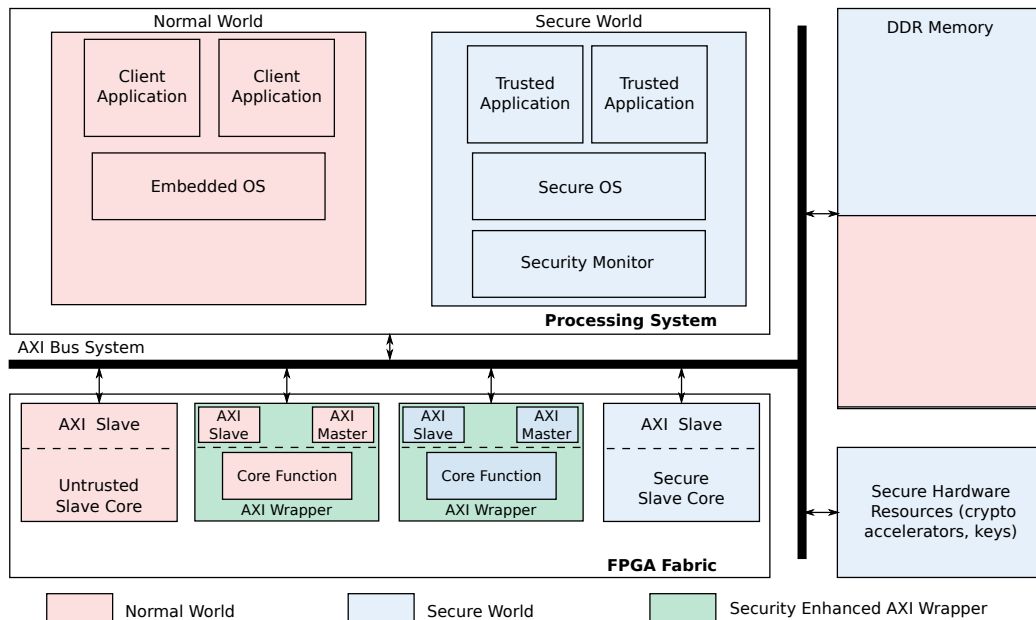 Normal World
Secure World
DDR Memory
Client
Application
Client
Application
Trusted
Application
Trusted
Application
Embedded OS
Secure OS
Security Monitor
Processing System
AXI Bus System
AXI Slave
Untrusted
Slave Core
AXI
Slave
AXI
Master
Core Function
AXI Wrapper
AXI
Slave
AXI
Master
Core Function
AXI Wrapper
AXI Slave
Secure
Slave Core
Secure Hardware
Resources (crypto
accelerators, keys)
FPGA Fabric
Normal World
Secure World
Security Enhanced AXI Wrapper